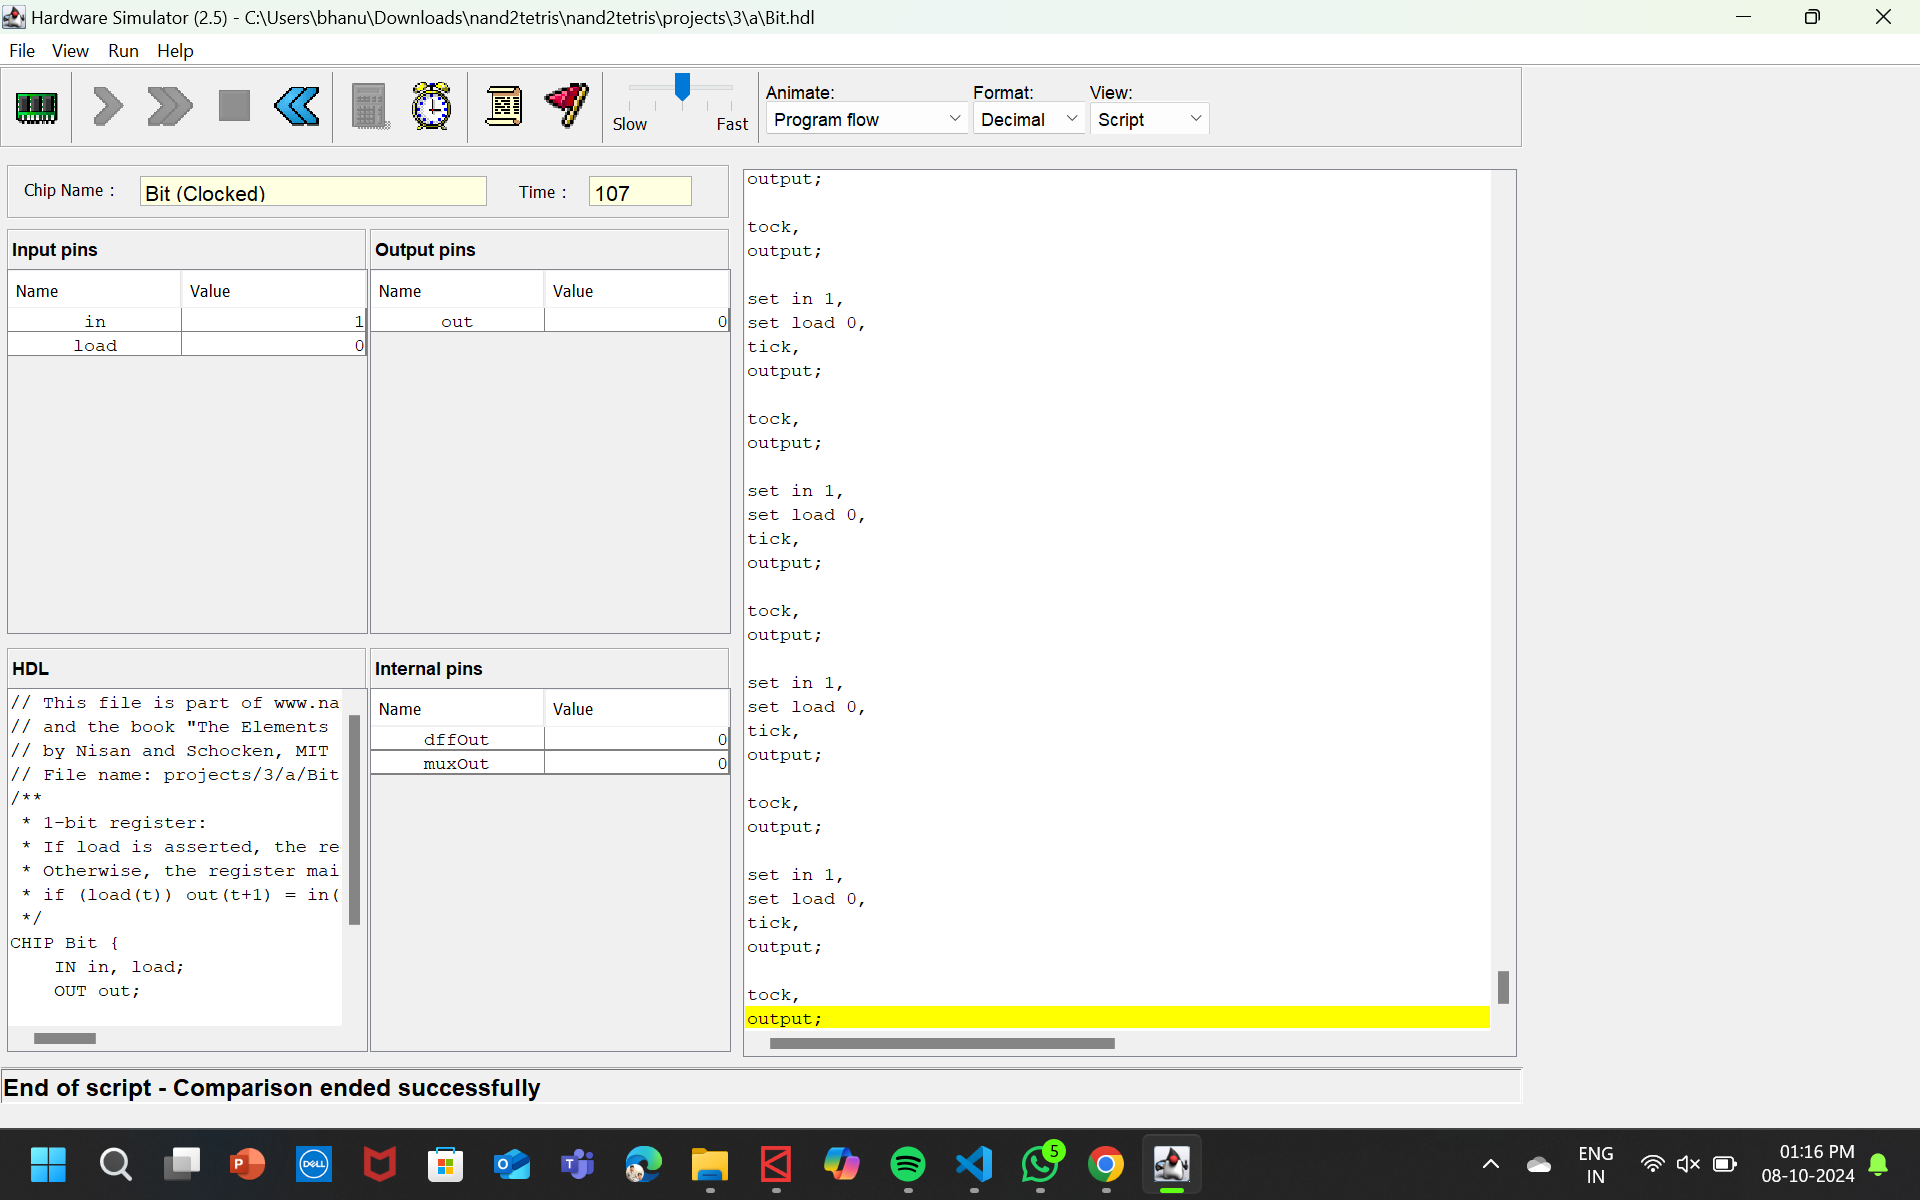 Hardware Simulator (2.5) - C:\Users\bhanu\Downloads\nand2tetris\nand2tetris\projects\3\a\Bit.hdl
File View Run Help
Slow Fast
Animate:
Program flow
Format:
Decimal
View:
Script
Chip Name :
Bit (Clocked)
Time :
107
Input pins
Name Value
in 1
load 0
Output pins
Name Value
out 0
HDL
// This file is part of www.na
// and the book "The Elements
// by Nisan and Schocken, MIT
// File name: projects/3/a/Bit
/**
* 1-bit register:
* If load is asserted, the re
* Otherwise, the register mai
* if (load(t)) out(t+1) = in(
*/
CHIP Bit {
IN in, load;
OUT out;
Internal pins
Name Value
dffOut 0
muxOut 0
output;
tock,
output;
set in 1,
set load 0,
tick,
output;
tock,
output;
set in 1,
set load 0,
tick,
output;
tock,
output;
set in 1,
set load 0,
tick,
output;
tock,
output;
set in 1,
set load 0,
tick,
output;
tock,
output;
End of script - Comparison ended successfully
P
DELL
O
T
5
ENG
IN
01:16 PM
08-10-2024